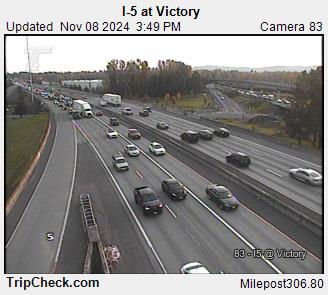 I-5 at Victory
Updated Nov 08 2024 3:49 PM Camera 83
S
83 - I5 @ Victory
TripCheck.com Milepost306.80